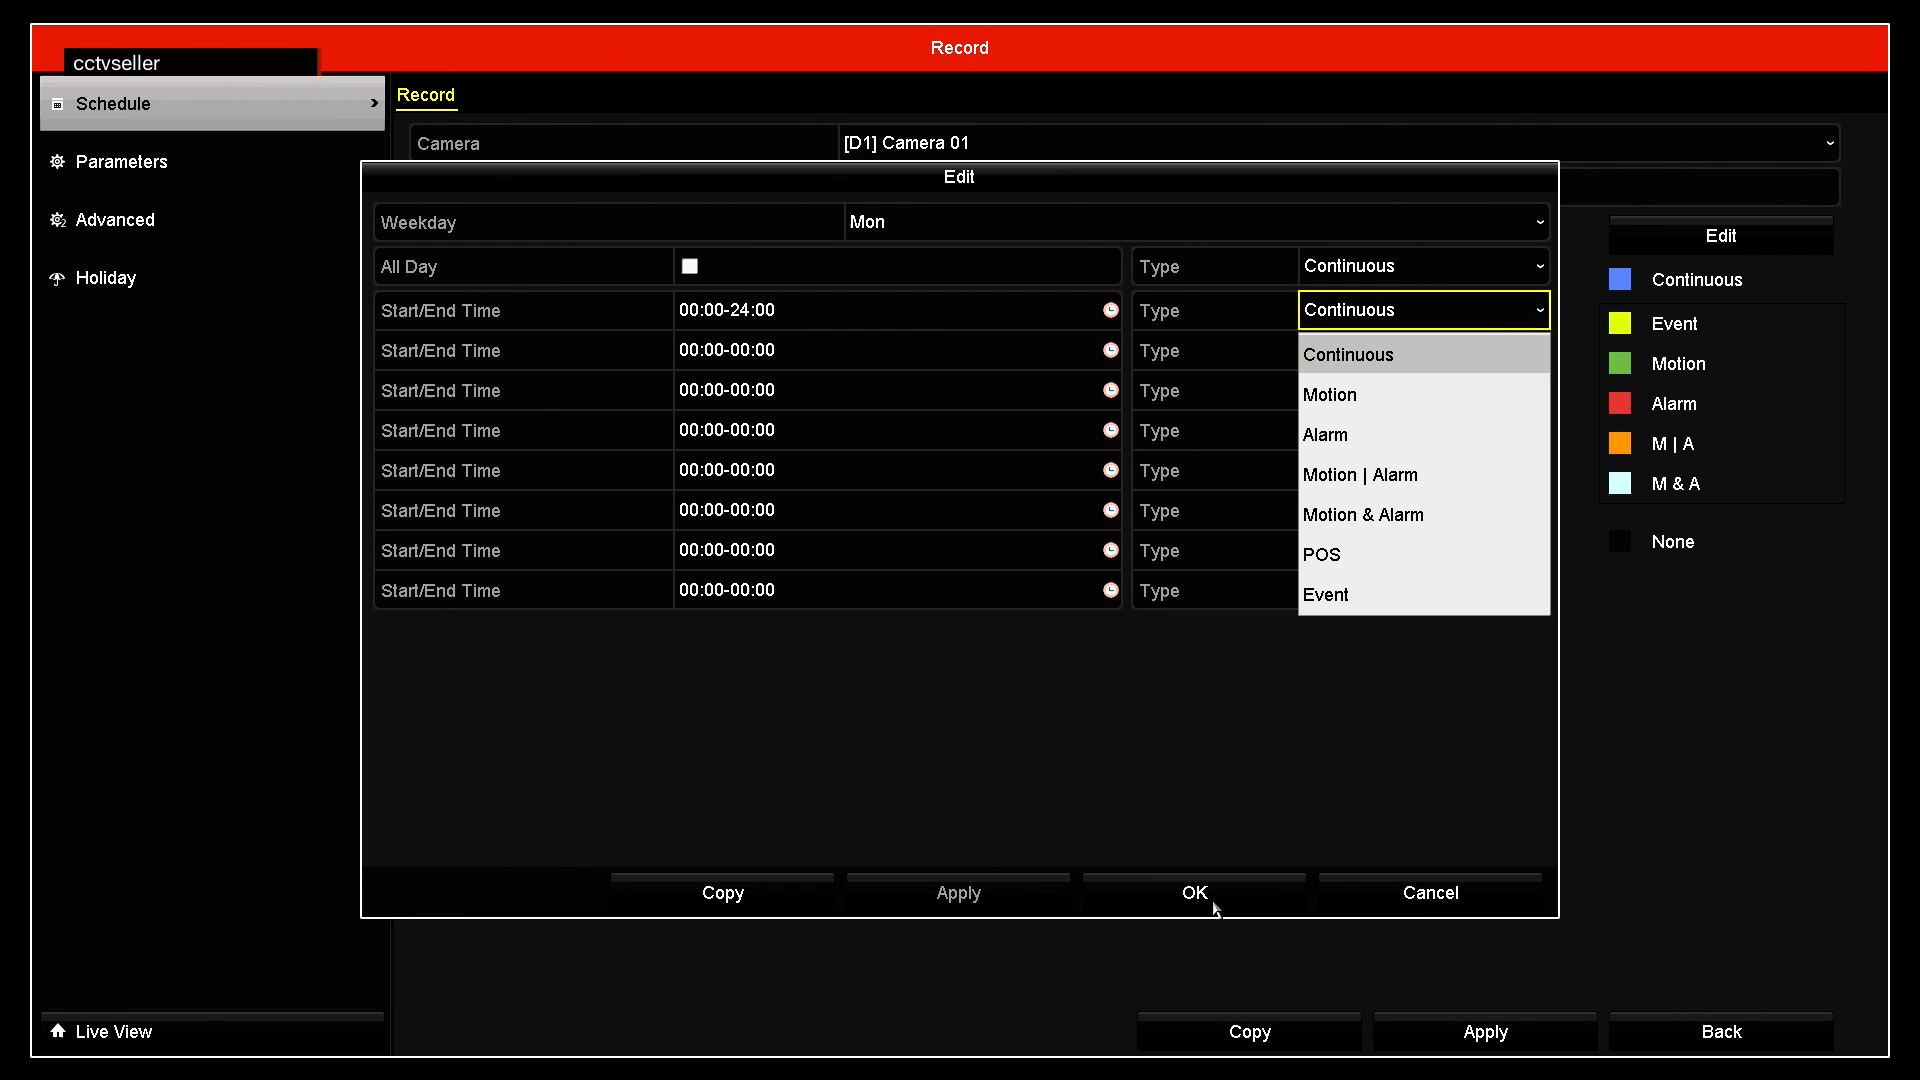 Record
cctvseller
Schedule
Parameters
Advanced
Holiday
Live View
Record
Camera [D1] Camera 01
Edit
Weekday Mon
All Day Type Continuous
Start/End Time 00:00-24:00 Type Continuous
Start/End Time 00:00-00:00 Type
Start/End Time 00:00-00:00 Type
Start/End Time 00:00-00:00 Type
Start/End Time 00:00-00:00 Type
Start/End Time 00:00-00:00 Type
Start/End Time 00:00-00:00 Type
Start/End Time 00:00-00:00 Type
Continuous
Motion
Alarm
Motion | Alarm
Motion & Alarm
POS
Event
Copy Apply OK Cancel
Edit
Continuous
Event
Motion
Alarm
M | A
M & A
None
Copy Apply Back